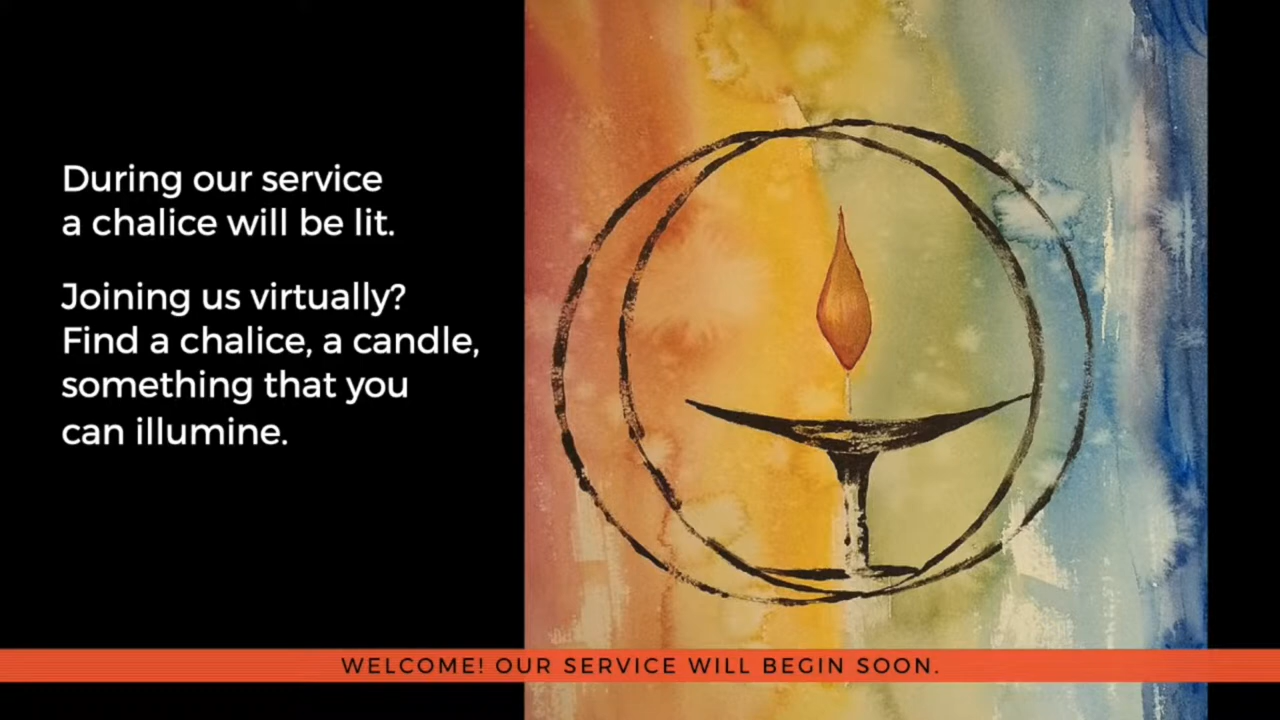 During our service
a chalice will be lit.
Joining us virtually?
Find a chalice, a candle,
something that you
can illumine.
WELCOME! OUR SERVICE WILL BEGIN SOON.